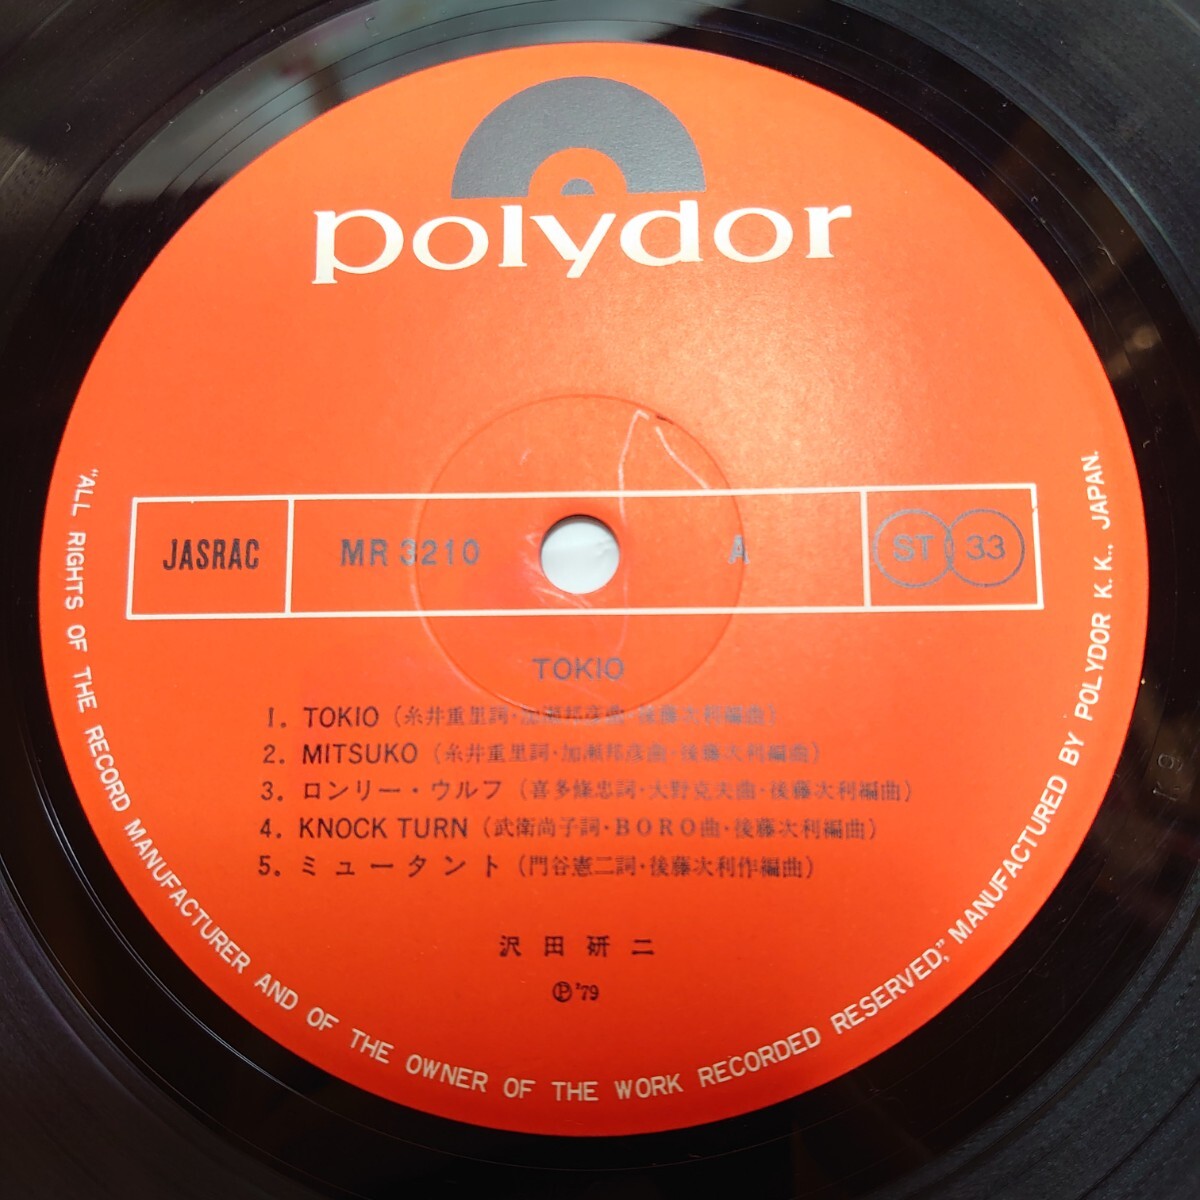 polydor
JASRAC MR 3210 A ST 33
TOKIO
1. TOKIO (糸井重里詞・加瀬邦彦曲・後藤次利編曲)
2. MITSUKO (糸井重里詞・加瀬邦彦曲・後藤次利編曲)
3. ロンリー・ウルフ (喜多條忠詞・大野克夫曲・後藤次利編曲)
4. KNOCK TURN (武衛尚子詞・BORO曲・後藤次利編曲)
5. ミュータント (門谷憲二詞・後藤次利作編曲)
沢田研二
Ⓟ'79
"ALL RIGHTS OF THE RECORD MANUFACTURER AND OF THE OWNER OF THE WORK RECORDED RESERVED," MANUFACTURED BY POLYDOR K.K., JAPAN.